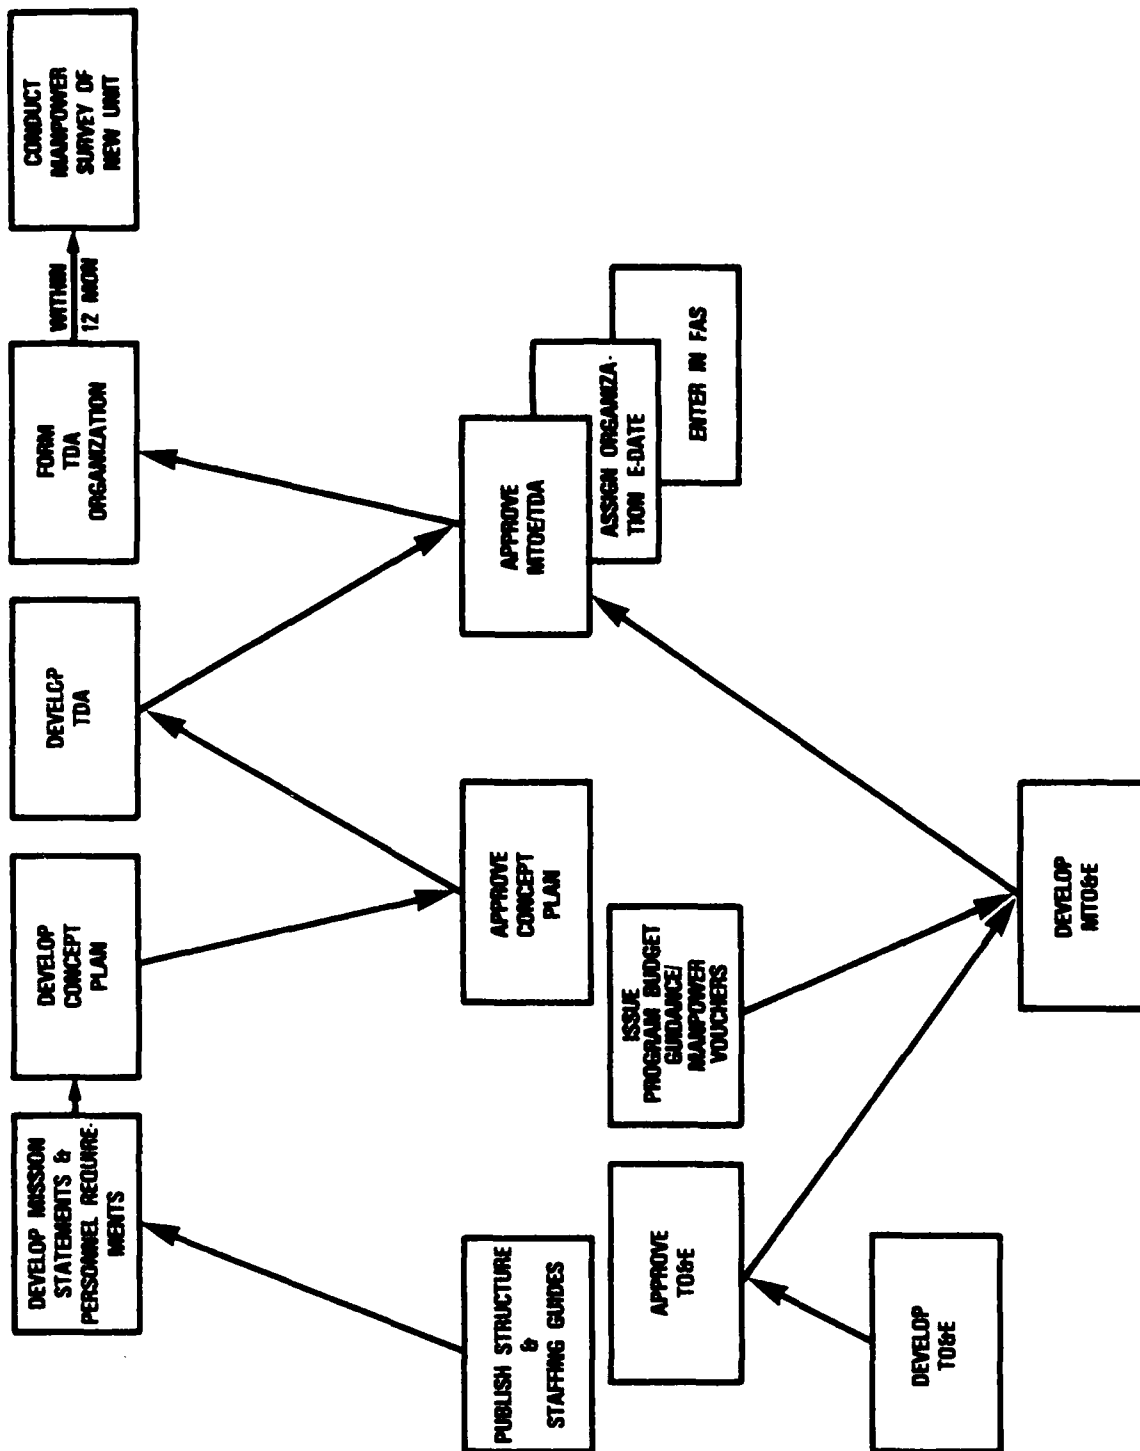 DEVELOP MISSION
STATEMENTS &
PERSONNEL REQUIRE-
MENTS
DEVELOP
CONCEPT
PLAN
DEVELOP
TDA
FORM
TDA
ORGANIZATION
WITHIN
12 MON
CONDUCT
MANPOWER
SURVEY OF
NEW UNIT
PUBLISH STRUCTURE
&
STAFFING GUIDES
APPROVE
CONCEPT
PLAN
APPROVE
MTOE/TDA
ASSIGN ORGANIZA-
TION E-DATE
ENTER IN FAS
APPROVE
TO&E
ISSUE
PROGRAM BUDGET
GUIDANCE/
MANPOWER
VOUCHERS
DEVELOP
TO&E
DEVELOP
MTO&E